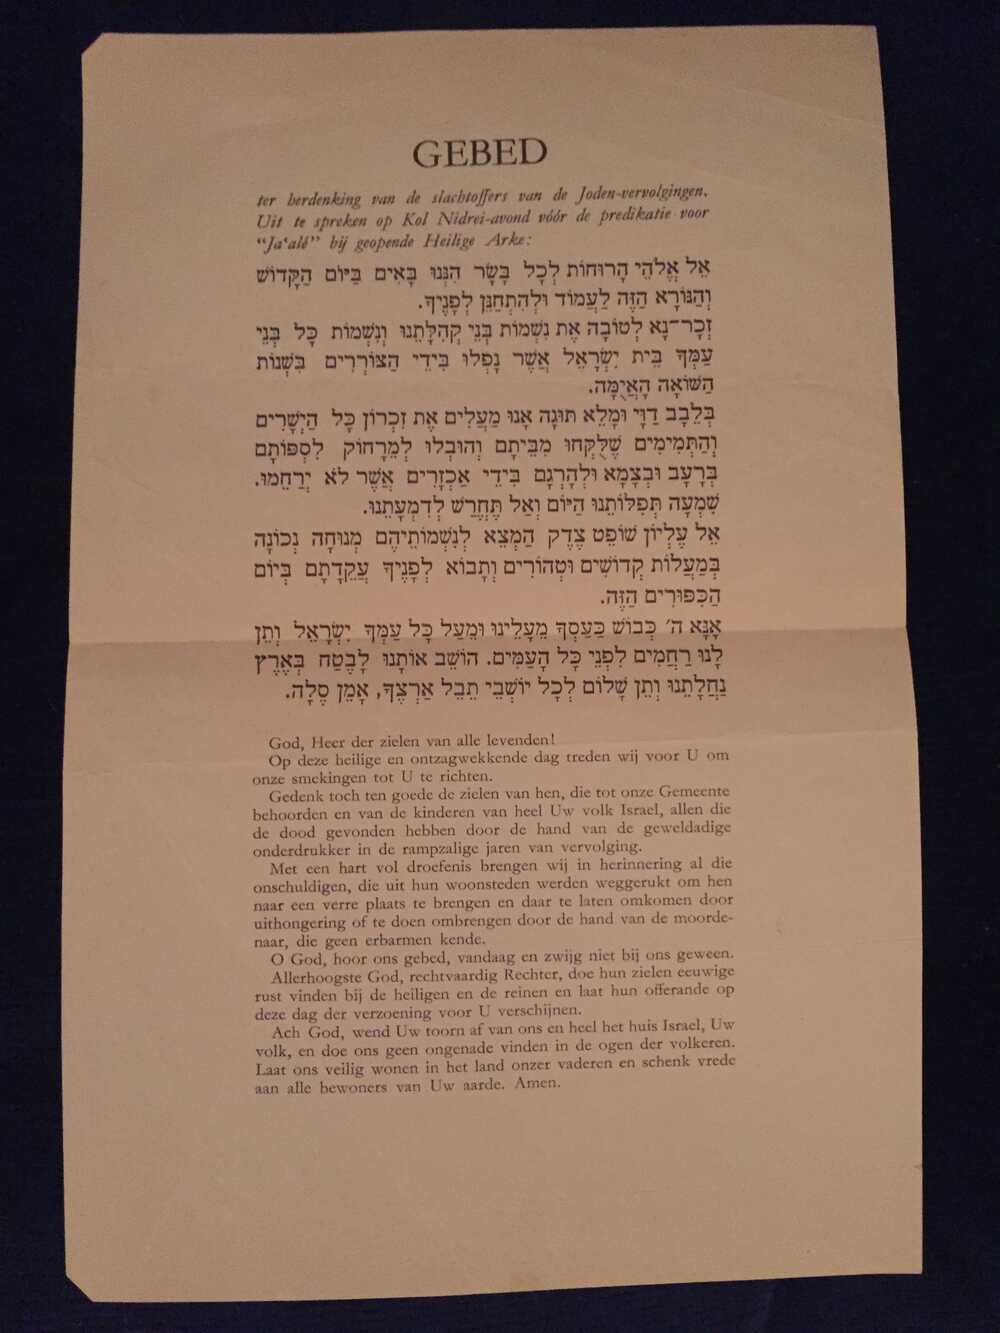 GEBED
ter herdenking van de slachtoffers van de Joden-vervolgingen.
Uit te spreken op Kol Nidrei-avond vóór de predikatie voor
“Ja‘alé” bij geopende Heilige Arke:
אֵל אֱלֹהֵי הָרוּחוֹת לְכָל בָּשָׂר הִנְּנוּ בָּאִים בַּיּוֹם הַקָּדוֹשׁ
וְהַנּוֹרָא הַזֶּה לַעֲמוֹד וּלְהִתְחַנֵּן לְפָנֶיךָ.
זְכָר־נָא לְטוֹבָה אֶת נִשְׁמוֹת בְּנֵי קְהִלָּתֵנוּ וְנִשְׁמוֹת כָּל בְּנֵי
עַמְּךָ בֵּית יִשְׂרָאֵל אֲשֶׁר נָפְלוּ בִּידֵי הַצּוֹרְרִים בִּשְׁנוֹת
הַשּׁוֹאָה הָאֲיֻמָּה.
בְּלֵבָב דַּוָּי וּמָלֵא תּוּגָה אָנוּ מַעֲלִים אֶת זִכְרוֹן כָּל הַיְשָׁרִים
וְהַתְּמִימִים שֶׁלֻּקְּחוּ מִבֵּיתָם וְהוּבְלוּ לְמֵרָחוֹק לִסְפּוֹתָם
בְּרָעָב וּבְצָמָא וּלְהָרְגָם בִּידֵי אַכְזָרִים אֲשֶׁר לֹא יְרַחֵמוּ.
שִׁמְעָה תְּפִלּוֹתֵנוּ הַיּוֹם וְאַל תֶּחֱרַשׁ לְדִמְעָתֵנוּ.
אֵל עֶלְיוֹן שׁוֹפֵט צֶדֶק הַמְצֵא לְנִשְׁמוֹתֵיהֶם מְנוּחָה נְכוֹנָה
בְּמַעֲלוֹת קְדוֹשִׁים וּטְהוֹרִים וְתָבוֹא לְפָנֶיךָ עֲקֵדָתָם בְּיוֹם
הַכִּפּוּרִים הַזֶּה.
אָנָּא ה׳ כְּבוֹשׁ כַּעַסְךָ מֵעָלֵינוּ וּמֵעַל כָּל עַמְּךָ יִשְׂרָאֵל וְתֵן
לָנוּ רַחֲמִים לִפְנֵי כָּל הָעַמִּים. הוֹשֵׁב אוֹתָנוּ לָבֶטַח בְּאֶרֶץ
נַחֲלָתֵנוּ וְתֵן שָׁלוֹם לְכָל יוֹשְׁבֵי תֵבֵל אַרְצֶךָ, אָמֵן סֶלָה.
God, Heer der zielen van alle levenden!
Op deze heilige en ontzagwekkende dag treden wij voor U om
onze smekingen tot U te richten.
Gedenk toch ten goede de zielen van hen, die tot onze Gemeente
behoorden en van de kinderen van heel Uw volk Israel, allen die
de dood gevonden hebben door de hand van de geweldadige
onderdrukker in de rampzalige jaren van vervolging.
Met een hart vol droefenis brengen wij in herinnering al die
onschuldigen, die uit hun woonsteden werden weggerukt om hen
naar een verre plaats te brengen en daar te laten omkomen door
uithongering of te doen ombrengen door de hand van de moorde-
naar, die geen erbarmen kende.
O God, hoor ons gebed, vandaag en zwijg niet bij ons geween.
Allerhoogste God, rechtvaardig Rechter, doe hun zielen eeuwige
rust vinden bij de heiligen en de reinen en laat hun offerande op
deze dag der verzoening voor U verschijnen.
Ach God, wend Uw toorn af van ons en heel het huis Israel, Uw
volk, en doe ons geen ongenade vinden in de ogen der volkeren.
Laat ons veilig wonen in het land onzer vaderen en schenk vrede
aan alle bewoners van Uw aarde. Amen.